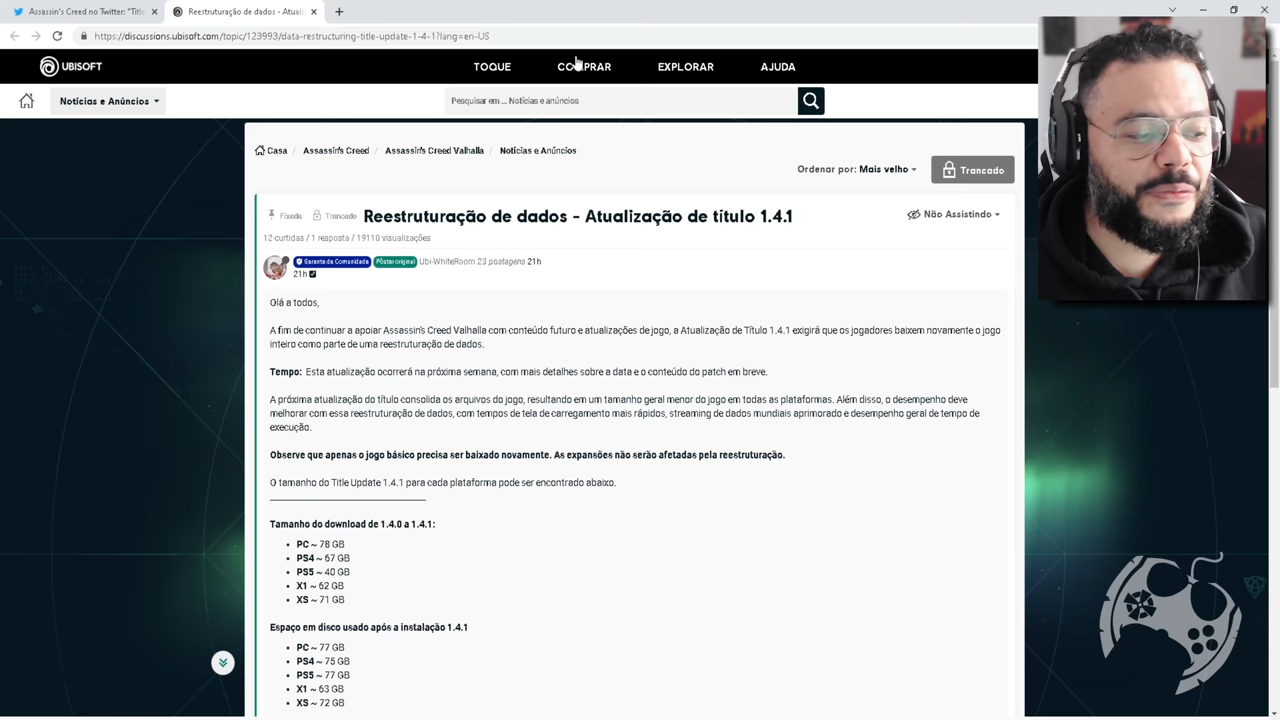 Assassin's Creed no Twitter: "Title
Reestruturação de dados - Atuali
https://discussions.ubisoft.com/topic/123993/data-restructuring-title-update-1-4-1?lang=en-US
UBISOFT
TOQUE
COMPRAR
EXPLORAR
AJUDA
Notícias e Anúncios
Pesquisar em ... Notícias e anúncios
Casa / Assassin's Creed / Assassin's Creed Valhalla / Notícias e Anúncios
Ordenar por: Mais velho
Trancado
Fixada
Trancado
Reestruturação de dados - Atualização de título 1.4.1
Não Assistindo
12 curtidas / 1 resposta / 19110 visualizações
Gerente da Comunidade Pôster original Ubi-WhiteRoom 23 postagens 21h
21h
Olá a todos,
A fim de continuar a apoiar Assassin's Creed Valhalla com conteúdo futuro e atualizações de jogo, a Atualização de Título 1.4.1 exigirá que os jogadores baixem novamente o jogo
inteiro como parte de uma reestruturação de dados.
Tempo: Esta atualização ocorrerá na próxima semana, com mais detalhes sobre a data e o conteúdo do patch em breve.
A próxima atualização do título consolida os arquivos do jogo, resultando em um tamanho geral menor do jogo em todas as plataformas. Além disso, o desempenho deve
melhorar com essa reestruturação de dados, com tempos de tela de carregamento mais rápidos, streaming de dados mundiais aprimorado e desempenho geral de tempo de
execução.
Observe que apenas o jogo básico precisa ser baixado novamente. As expansões não serão afetadas pela reestruturação.
O tamanho do Title Update 1.4.1 para cada plataforma pode ser encontrado abaixo.
Tamanho do download de 1.4.0 a 1.4.1:
PC ~ 78 GB
PS4 ~ 67 GB
PS5 ~ 40 GB
X1 ~ 62 GB
XS ~ 71 GB
Espaço em disco usado após a instalação 1.4.1
PC ~ 77 GB
PS4 ~ 75 GB
PS5 ~ 77 GB
X1 ~ 63 GB
XS ~ 72 GB